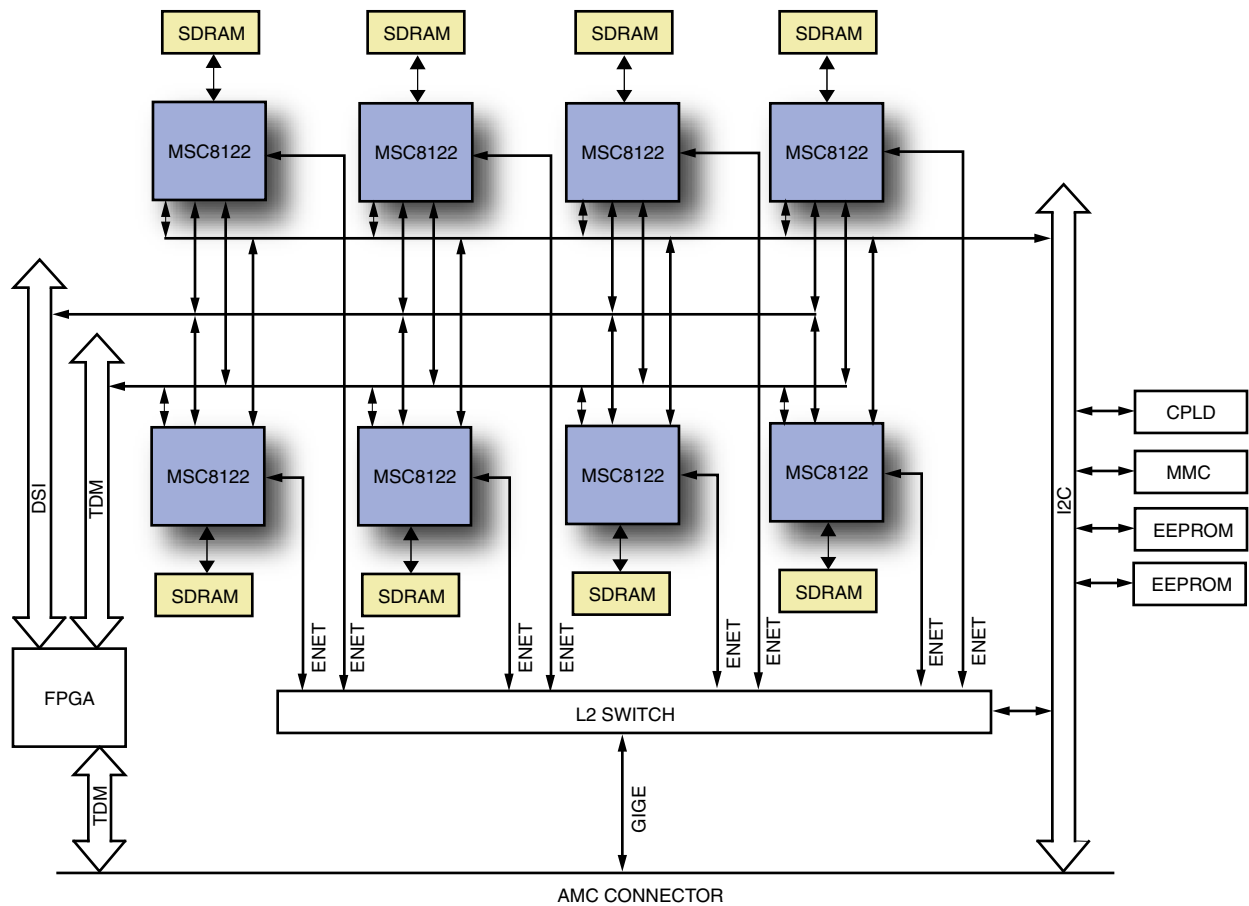 SDRAM
SDRAM
SDRAM
SDRAM
MSC8122
MSC8122
MSC8122
MSC8122
DSI
TDM
MSC8122
MSC8122
MSC8122
MSC8122
I2C
CPLD
MMC
EEPROM
EEPROM
SDRAM
SDRAM
SDRAM
SDRAM
ENET
ENET
ENET
ENET
ENET
ENET
ENET
ENET
FPGA
L2 SWITCH
TDM
GIGE
AMC CONNECTOR